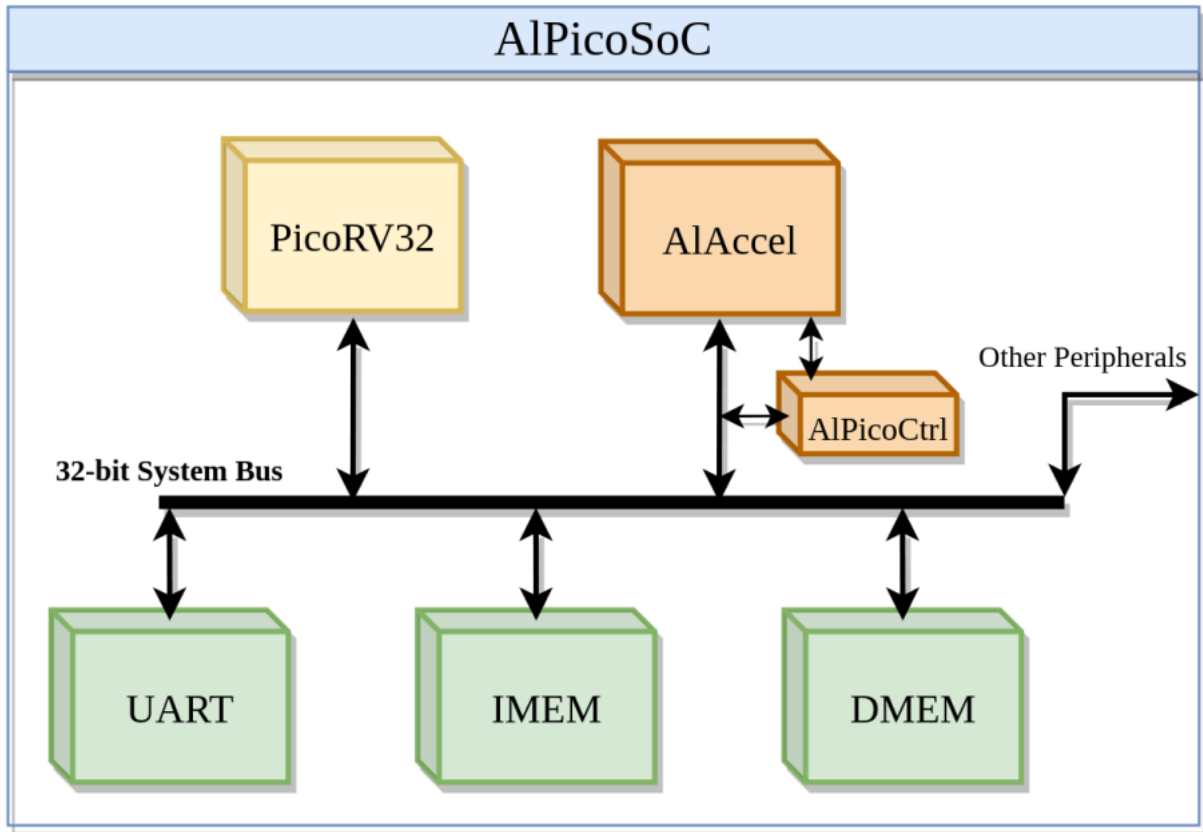 AlPicoSoC
PicoRV32
AlAccel
Other Peripherals
AlPicoCtrl
32-bit System Bus
UART
IMEM
DMEM